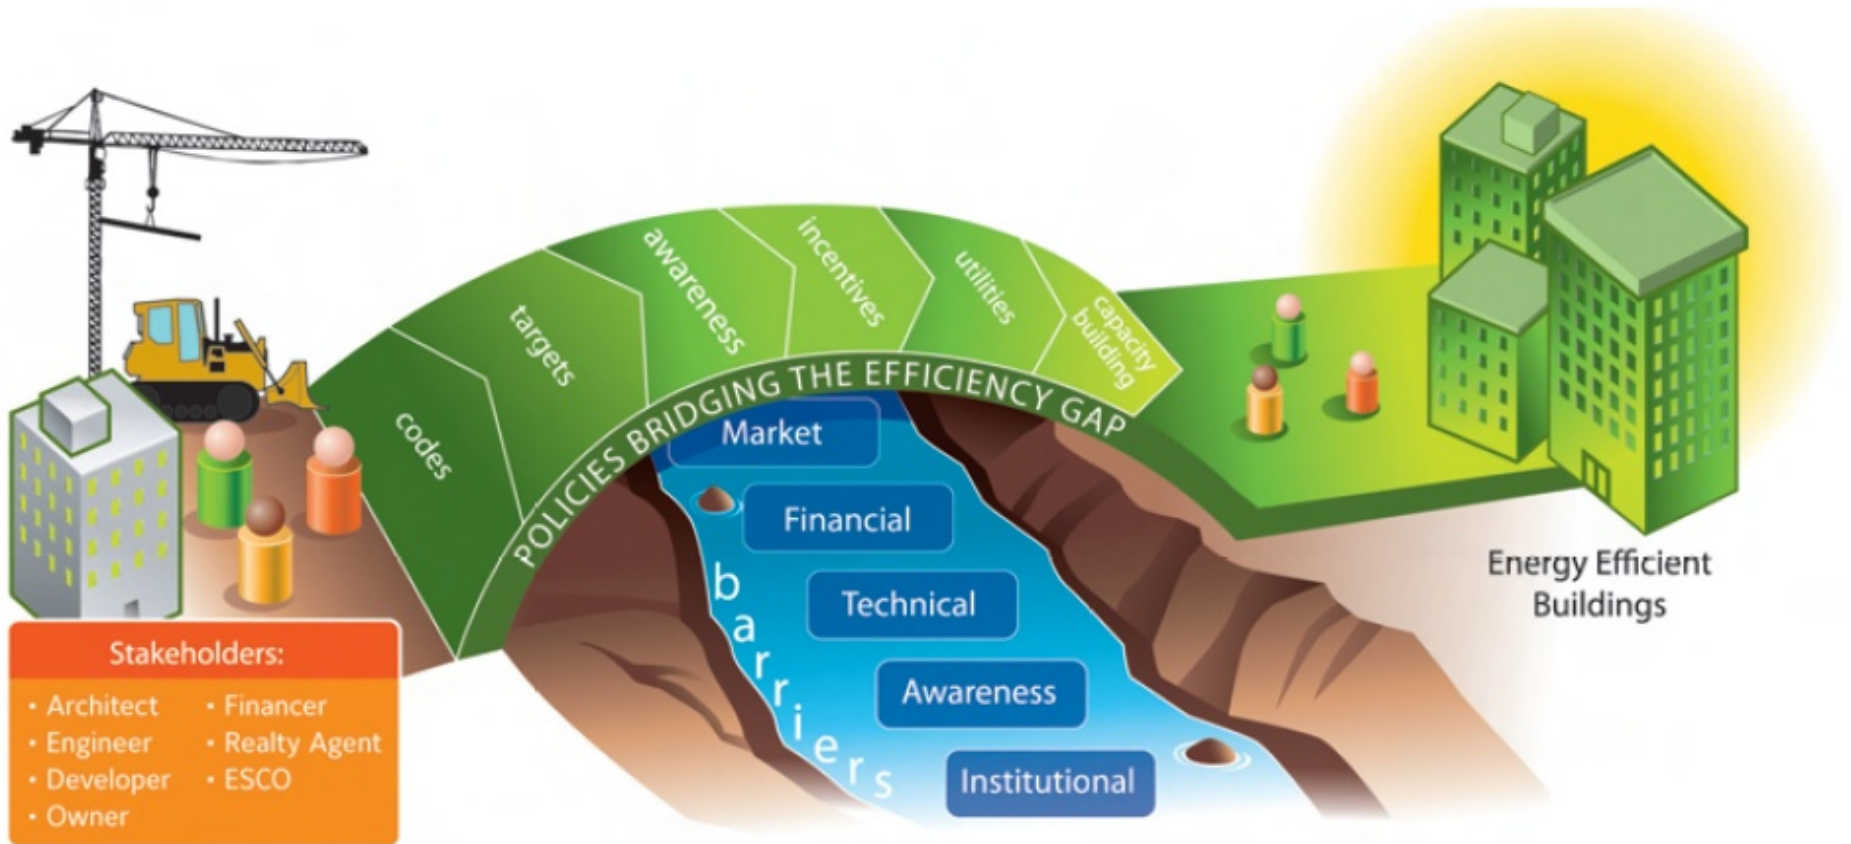 codes
targets
awareness
incentives
utilities
capacity
building
POLICIES BRIDGING THE EFFICIENCY GAP
Market
Financial
Technical
Awareness
Institutional
barriers
Energy Efficient
Buildings
Stakeholders:
• Architect
• Engineer
• Developer
• Owner
• Financer
• Realty Agent
• ESCO